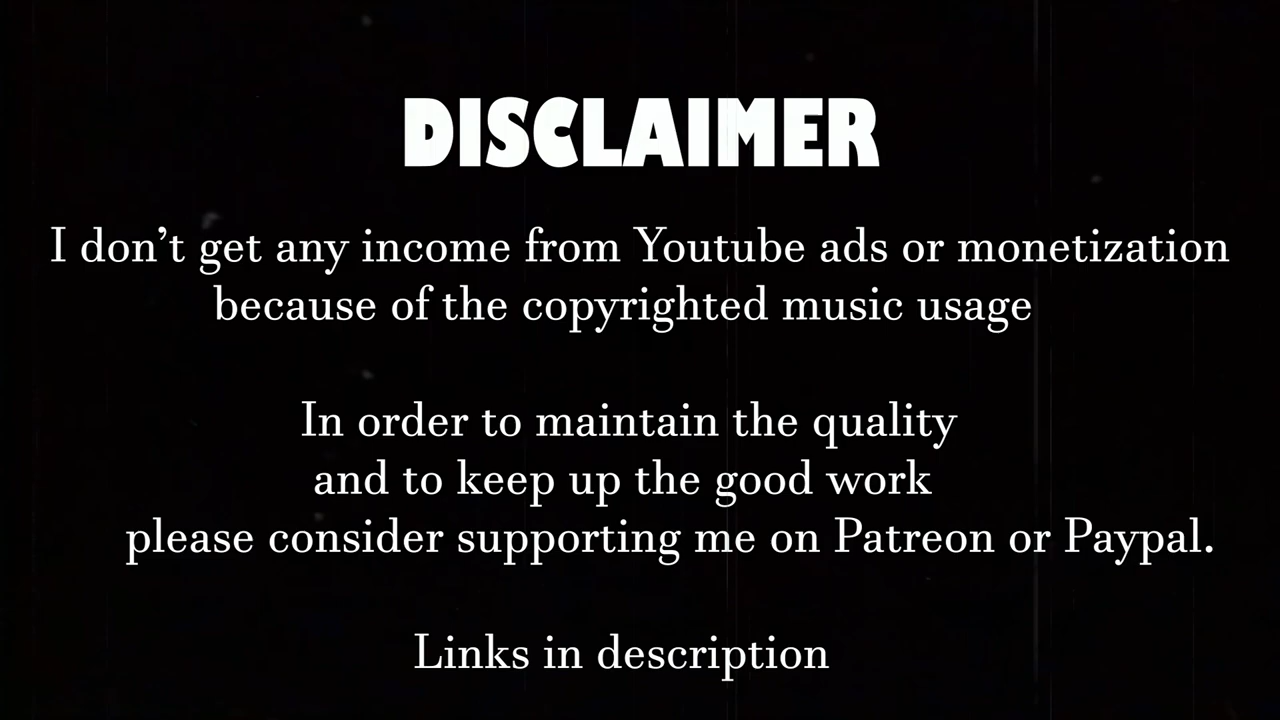 DISCLAIMER
I don’t get any income from Youtube ads or monetization
because of the copyrighted music usage
In order to maintain the quality
and to keep up the good work
please consider supporting me on Patreon or Paypal.
Links in description